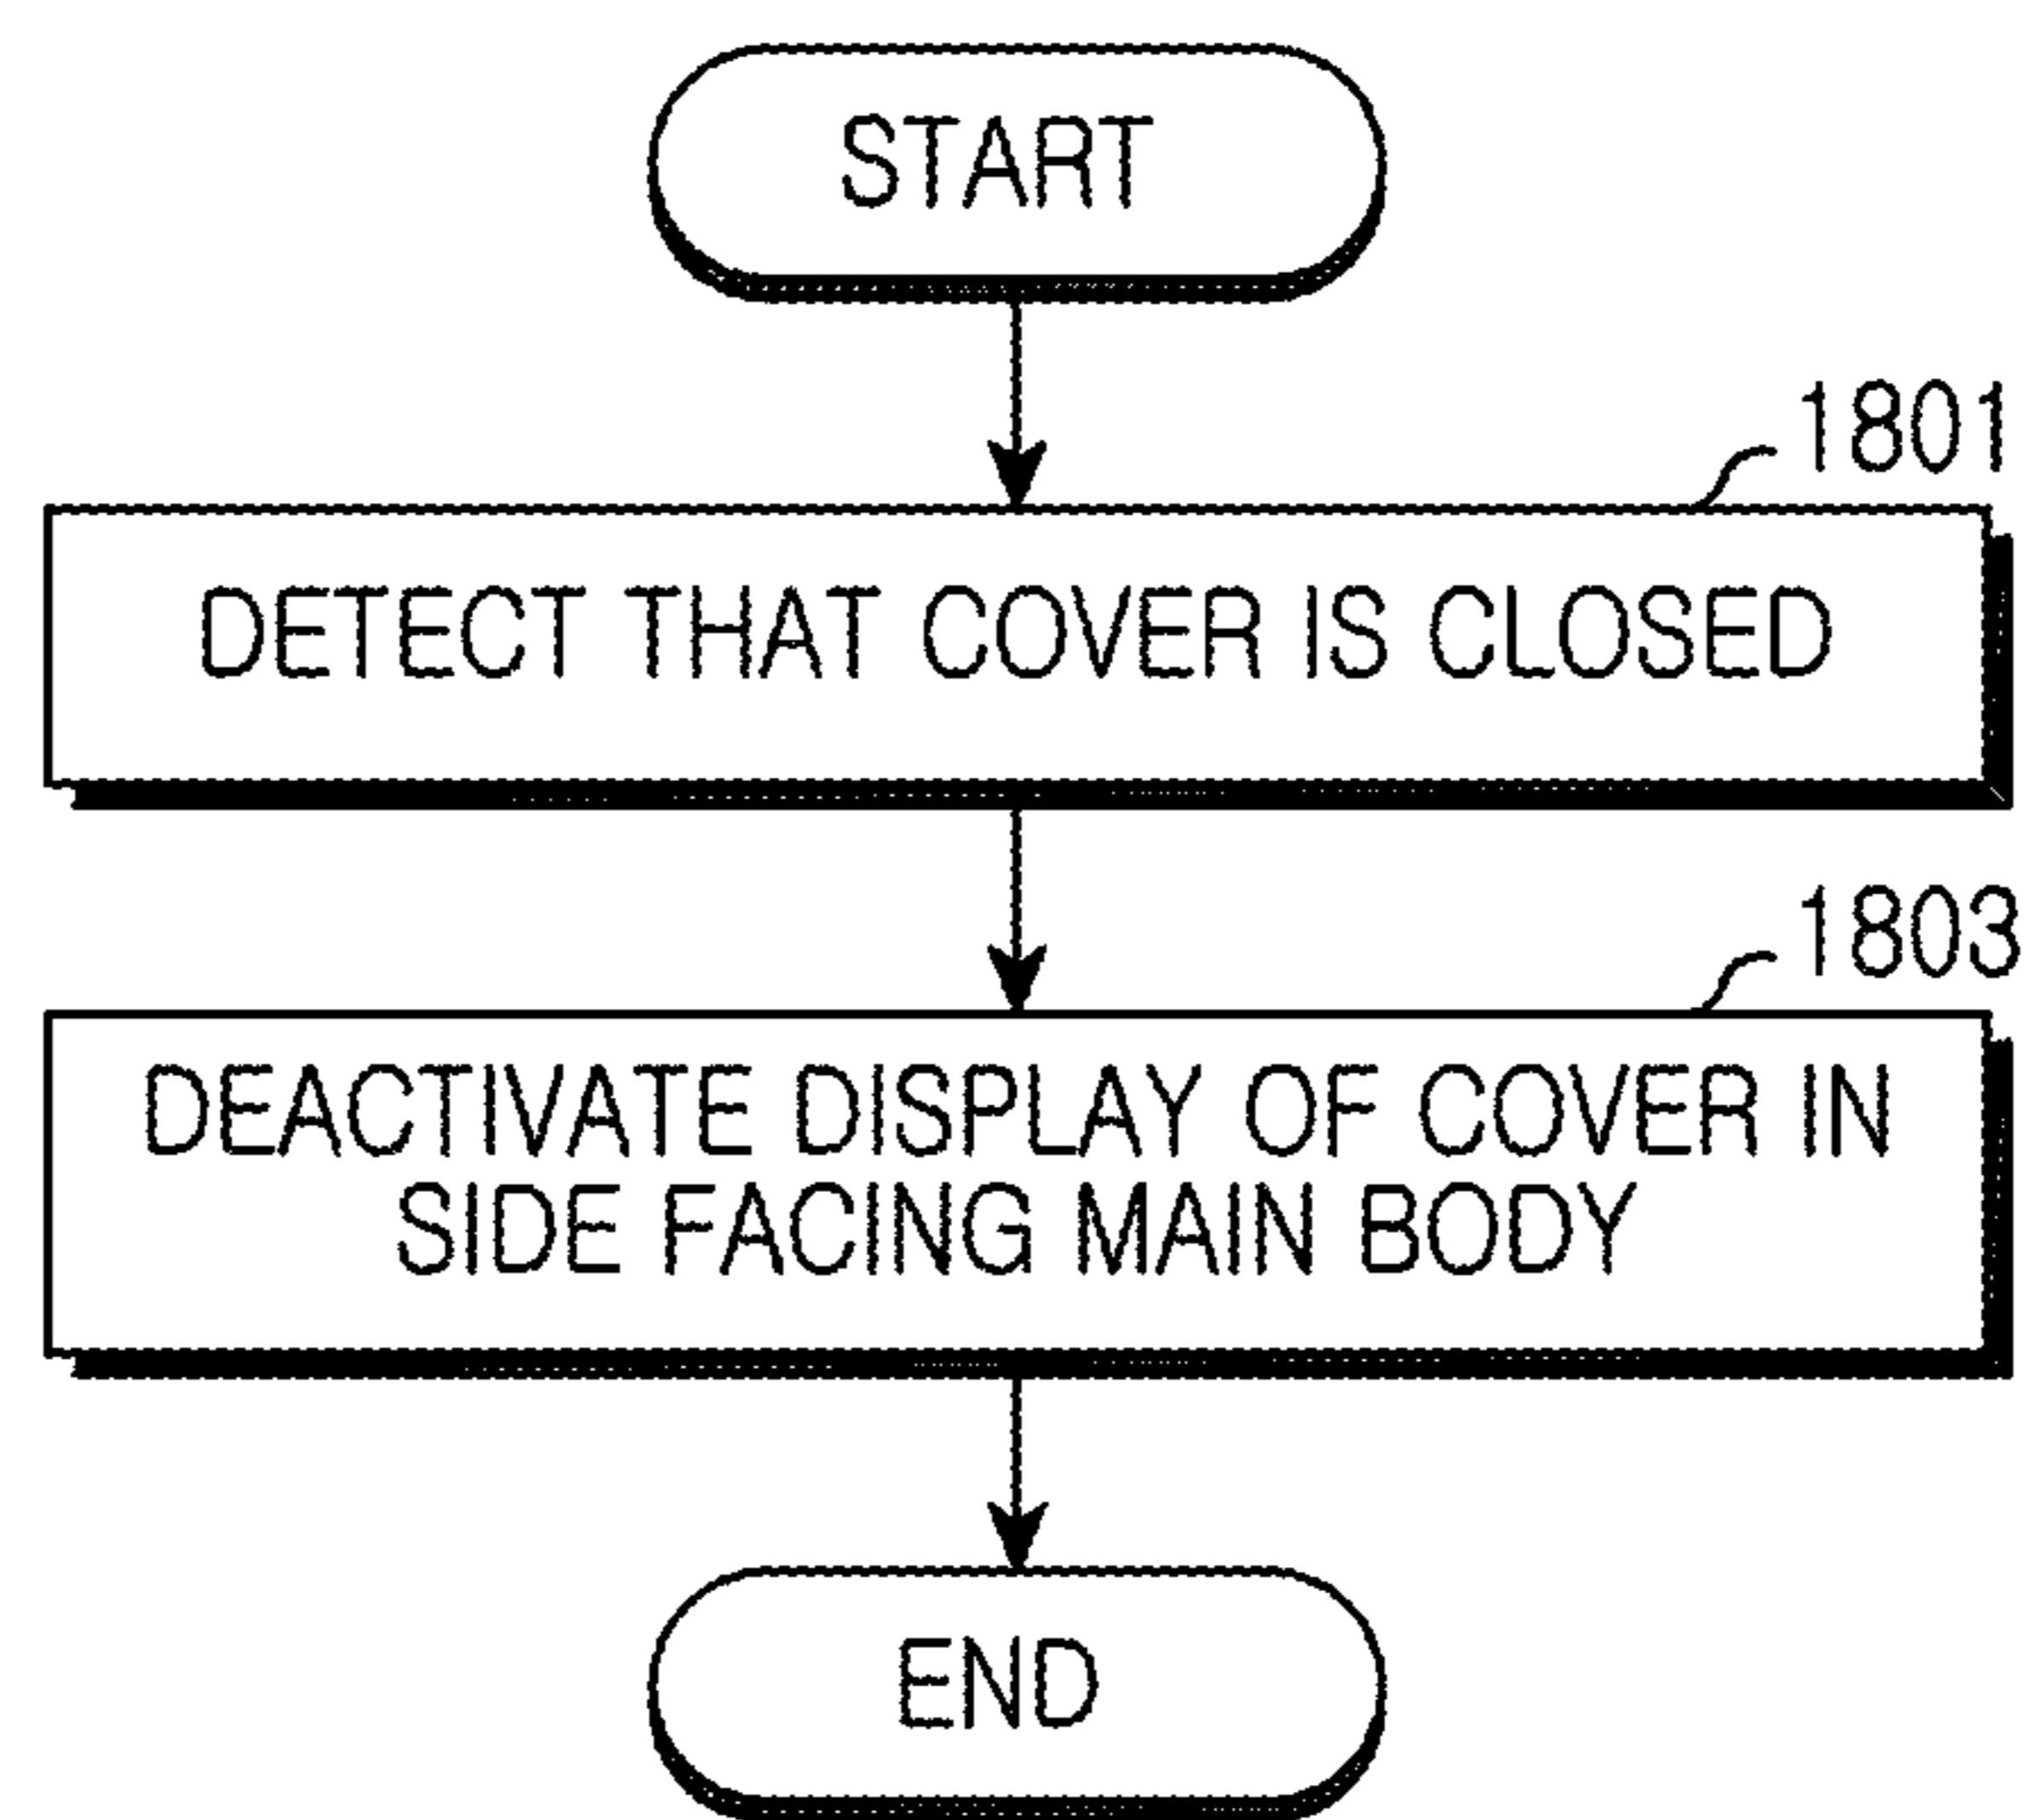 START
1801
DETECT THAT COVER IS CLOSED
1803
DEACTIVATE DISPLAY OF COVER IN
SIDE FACING MAIN BODY
END